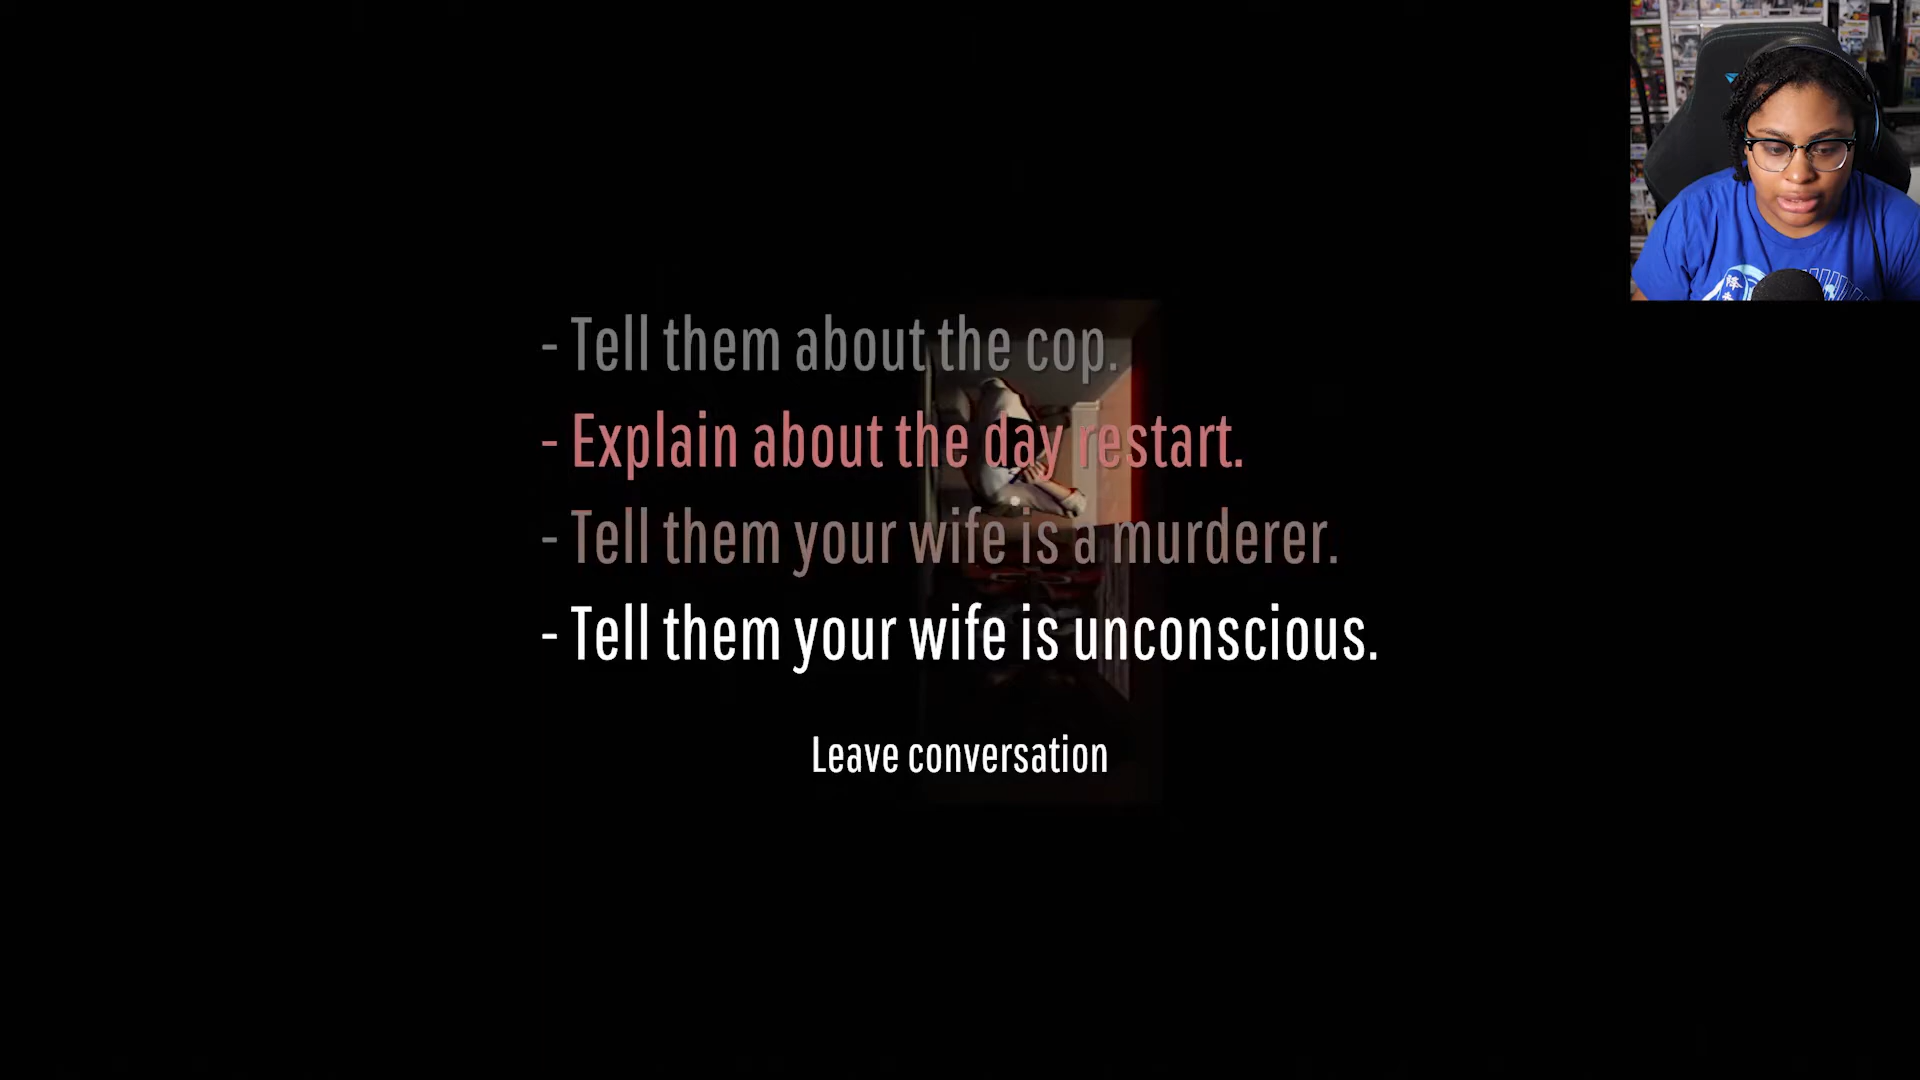 - Tell them about the cop.
- Explain about the day restart.
- Tell them your wife is a murderer.
- Tell them your wife is unconscious.
Leave conversation